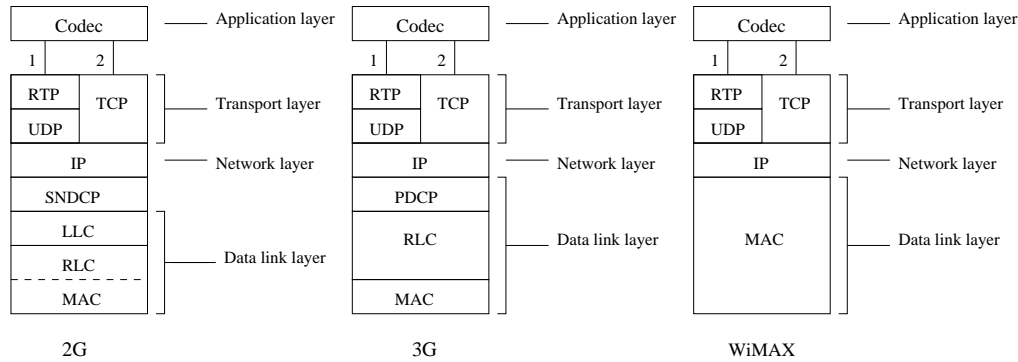 Codec
Application layer
1
2
RTP
TCP
UDP
Transport layer
IP
Network layer
SNDCP
LLC
RLC
MAC
Data link layer
2G
Codec
Application layer
1
2
RTP
TCP
UDP
Transport layer
IP
Network layer
PDCP
RLC
MAC
Data link layer
3G
Codec
Application layer
1
2
RTP
TCP
UDP
Transport layer
IP
Network layer
MAC
Data link layer
WiMAX